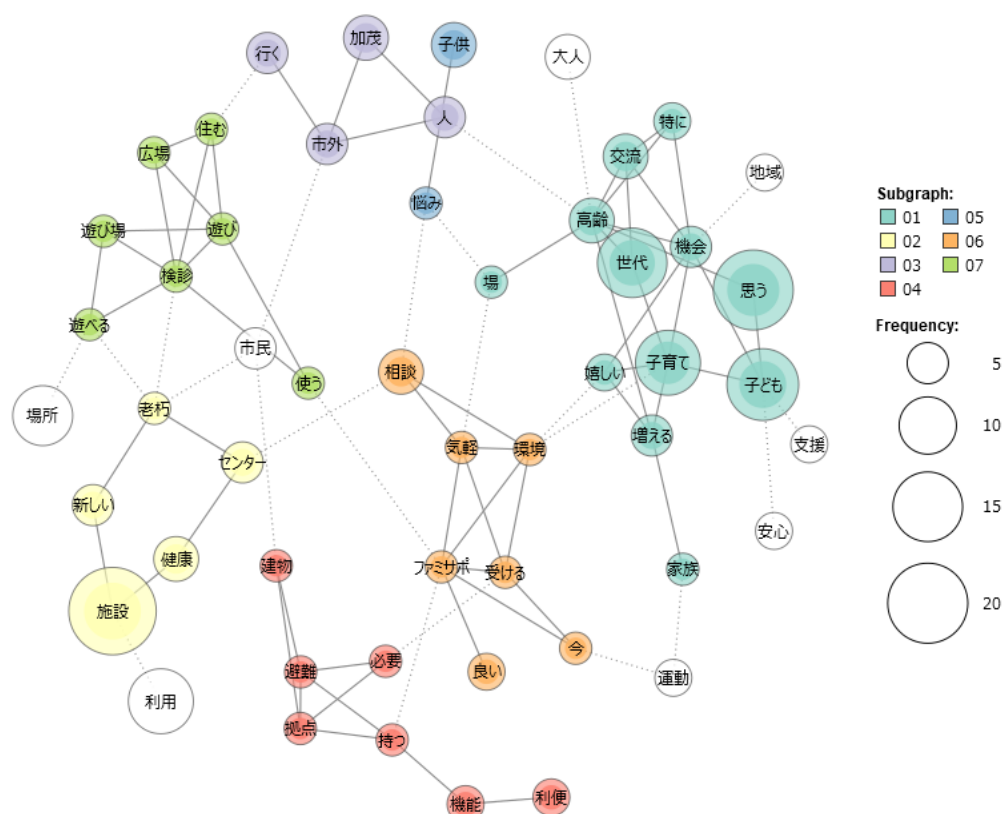 行く
加茂
子供
大人
住む
市外
人
特に
広場
交流
地域
悩み
高齢
遊び場
遊び
機会
検診
世代
場
思う
遊べる
市民
使う
相談
嬉しい
子育て
子ども
場所
老朽
増える
支援
センター
気軽
環境
新しい
安心
健康
建物
ファミサポ
受ける
家族
施設
避難
必要
良い
今
運動
利用
拠点
持つ
機能
利便
Subgraph:
01
02
03
04
05
06
07
Frequency:
5
10
15
20